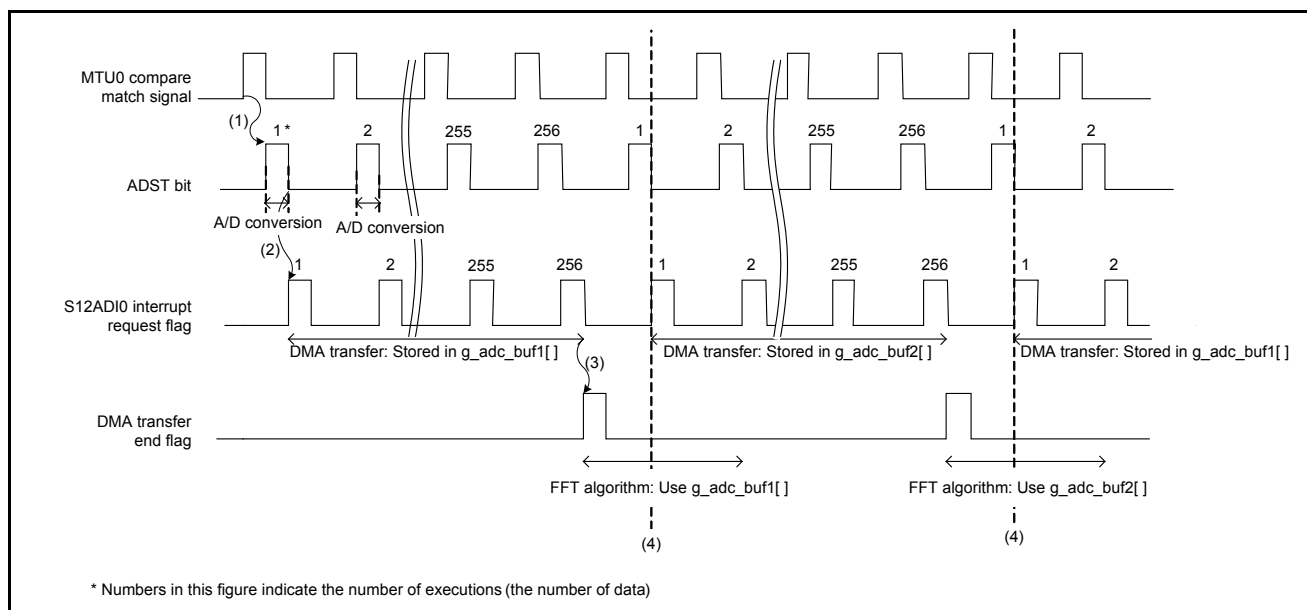 MTU0 compare
match signal
(1)
1 * 2 255 256 1 2 255 256 1 2
ADST bit
A/D conversion A/D conversion
(2)
1 2 255 256 1 2 255 256 1 2
S12ADI0 interrupt
request flag
DMA transfer: Stored in g_adc_buf1[ ] DMA transfer: Stored in g_adc_buf2[ ] DMA transfer: Stored in g_adc_buf1[ ]
(3)
DMA transfer
end flag
FFT algorithm: Use g_adc_buf1[ ] FFT algorithm: Use g_adc_buf2[ ]
(4) (4)
* Numbers in this figure indicate the number of executions (the number of data)